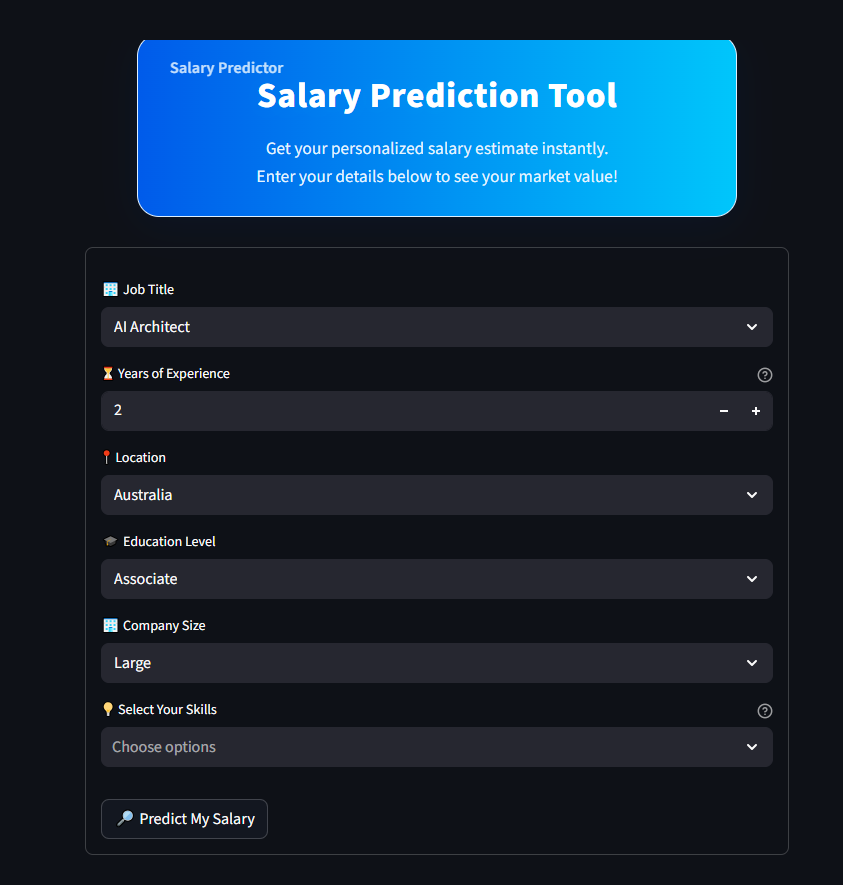 Salary Predictor
Salary Prediction Tool
Get your personalized salary estimate instantly.
Enter your details below to see your market value!
Job Title
AI Architect
Years of Experience
2
Location
Australia
Education Level
Associate
Company Size
Large
Select Your Skills
Choose options
Predict My Salary